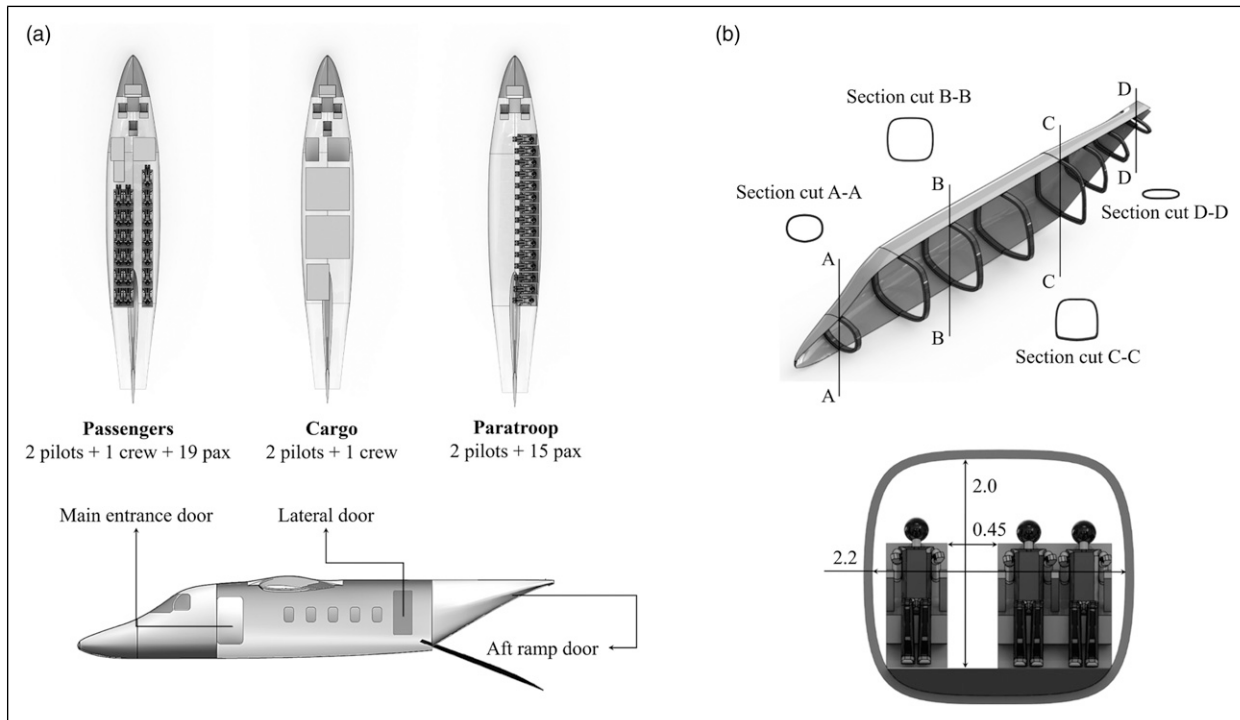 (a)
Passengers
2 pilots + 1 crew + 19 pax
Cargo
2 pilots + 1 crew
Paratroop
2 pilots + 15 pax
Main entrance door
Lateral door
Aft ramp door
(b)
Section cut B-B
Section cut A-A
Section cut D-D
Section cut C-C
A
A
B
B
C
C
D
D
2.0
0.45
2.2